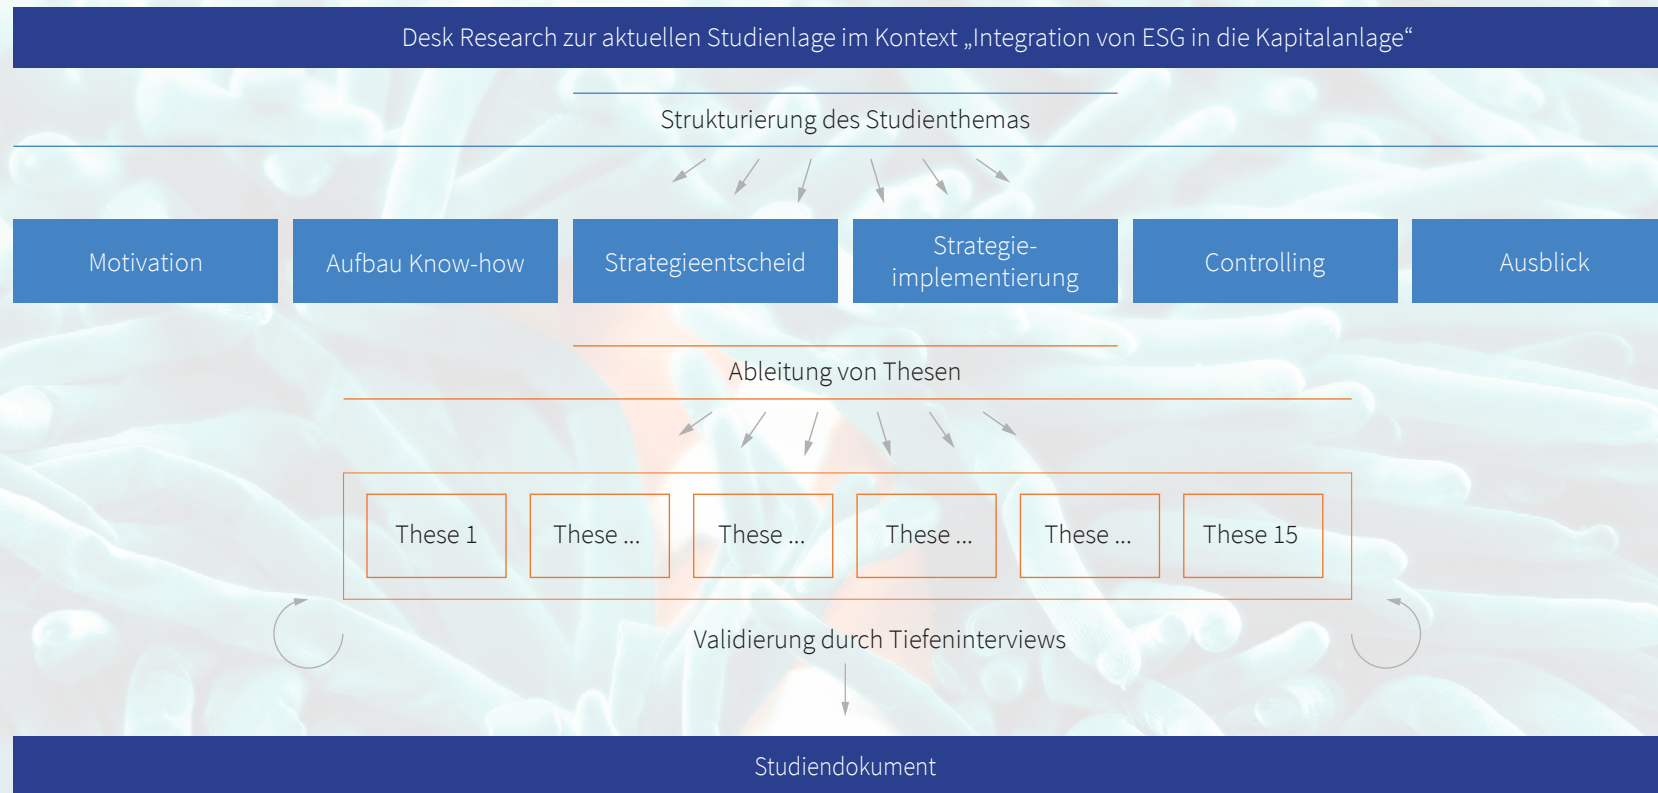 Desk Research zur aktuellen Studienlage im Kontext „Integration von ESG in die Kapitalanlage“
Strukturierung des Studienthemas
Motivation
Aufbau Know-how
Strategieentscheid
Strategie-
implementierung
Controlling
Ausblick
Ableitung von Thesen
These 1
These ...
These ...
These ...
These ...
These 15
Validierung durch Tiefeninterviews
Studiendokument